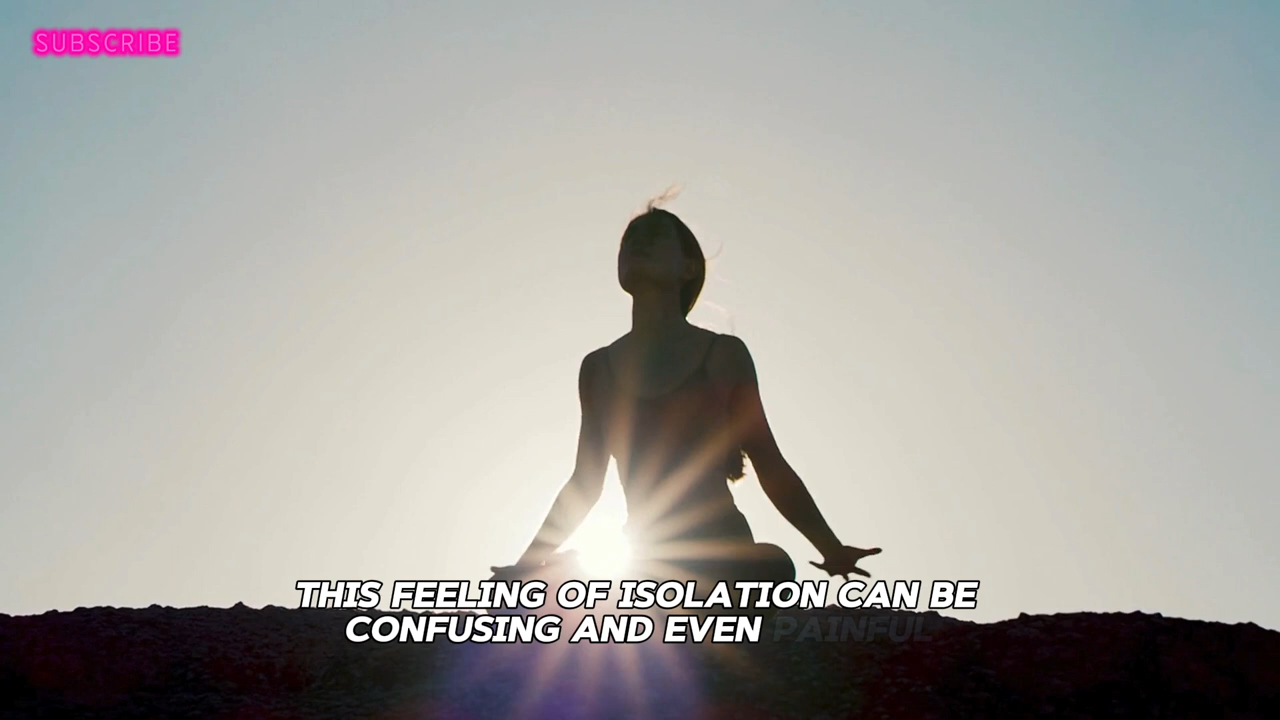 SUBSCRIBE
THIS FEELING OF ISOLATION CAN BE
CONFUSING AND EVEN PAINFUL